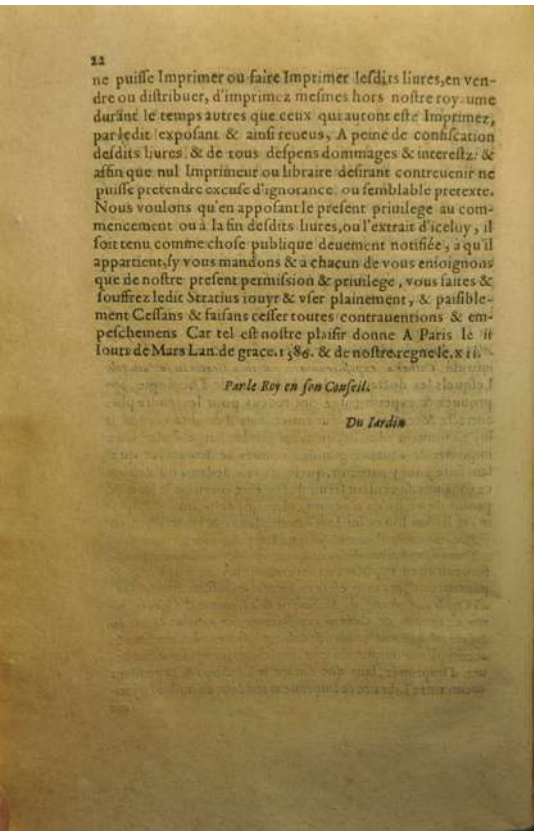 22
ne puisse Imprimer ou faire Imprimer lesdits liures, en ven-
dre ou distribuer, d'imprimez mesmes hors nostre roy ume
durāt le temps autres que ceux qui auront esté Imprimez,
par ledit exposant & ainsi reueus, A peine de confiscation
desdits liures & de tous despens dommages & interestz: &
affin que nul Imprimeur ou libraire desirant contreuenir ne
puisse pretendre excuse d'ignorance ou semblable pretexte.
Nous voulons qu'en apposant le present priuilege au com-
mencement ou à la fin desdits liures, ou l'extrait d'iceluy, il
soit tenu comme chose publique deuement notifiée, à qu'il
appartient, sy vous mandons & a chacun de vous enioignons
que de nostre present permission & priuilege, vous faites &
souffrez ledit Stratius iouyr & vser plainement, & paisible-
ment Cessans & faisans cesser toutes contrauentions & em-
peschemens Car tel est nostre plaisir donne A Paris le ii
Iours de Mars Lan de grace. 1586. & de nostre regne le. xii.
Par le Roy en son Conseil.
Du Iardin